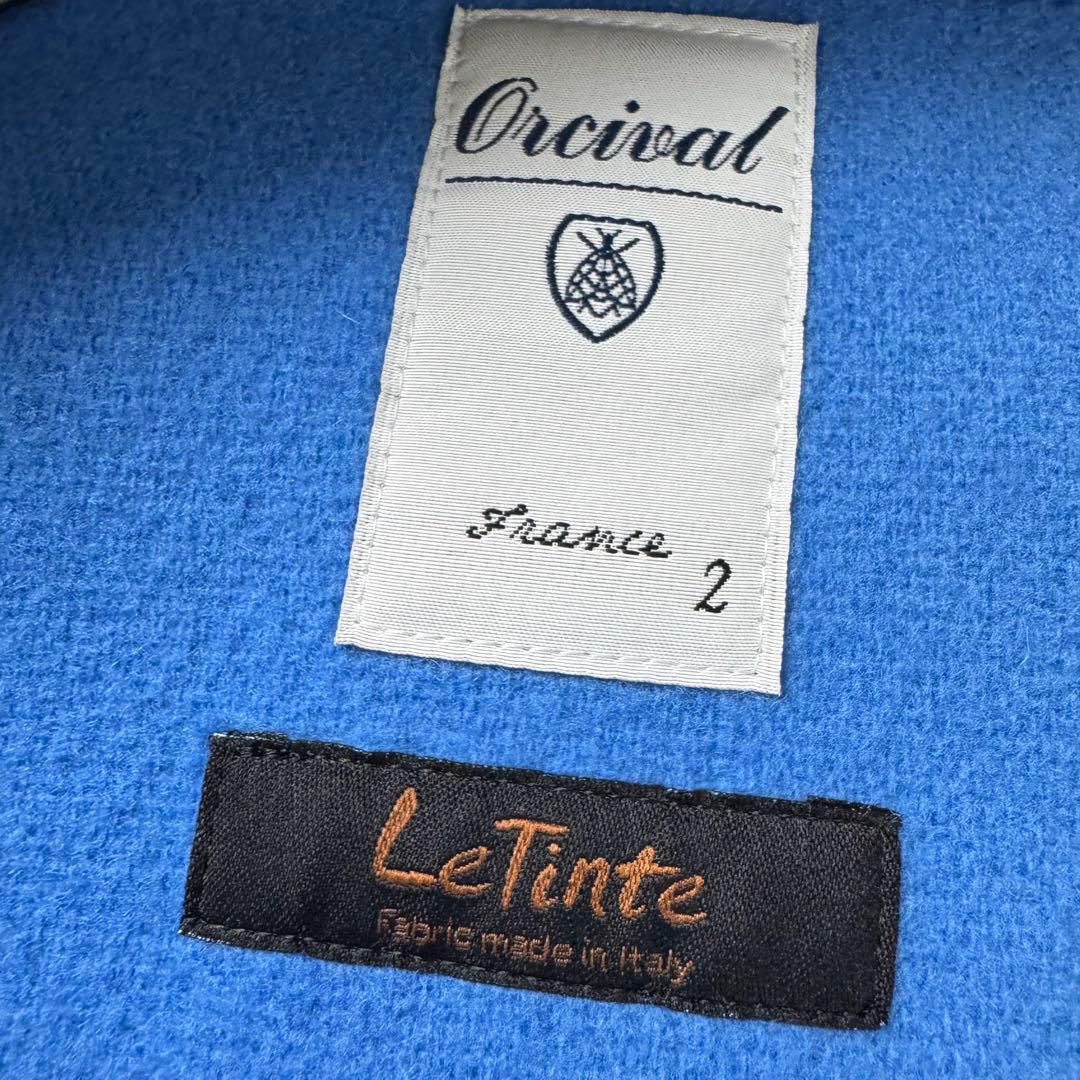 Orcival
France
2
LeTinte
Fabric made in Italy